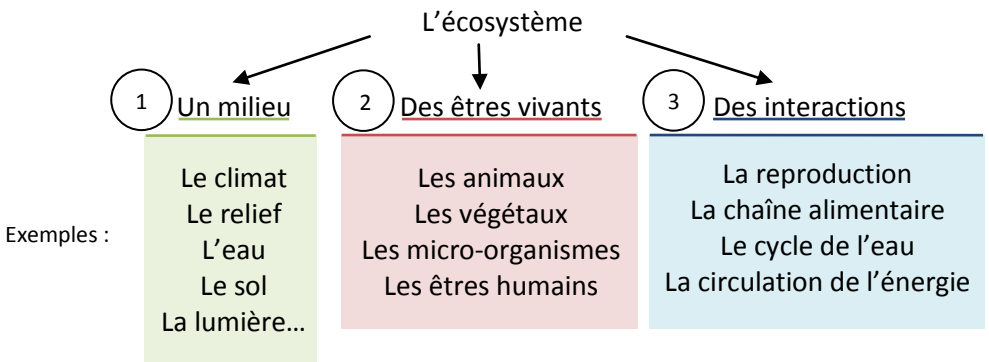 L’écosystème
1 Un milieu
2 Des êtres vivants
3 Des interactions
Exemples :
Le climat
Le relief
L’eau
Le sol
La lumière…
Les animaux
Les végétaux
Les micro-organismes
Les êtres humains
La reproduction
La chaîne alimentaire
Le cycle de l’eau
La circulation de l’énergie